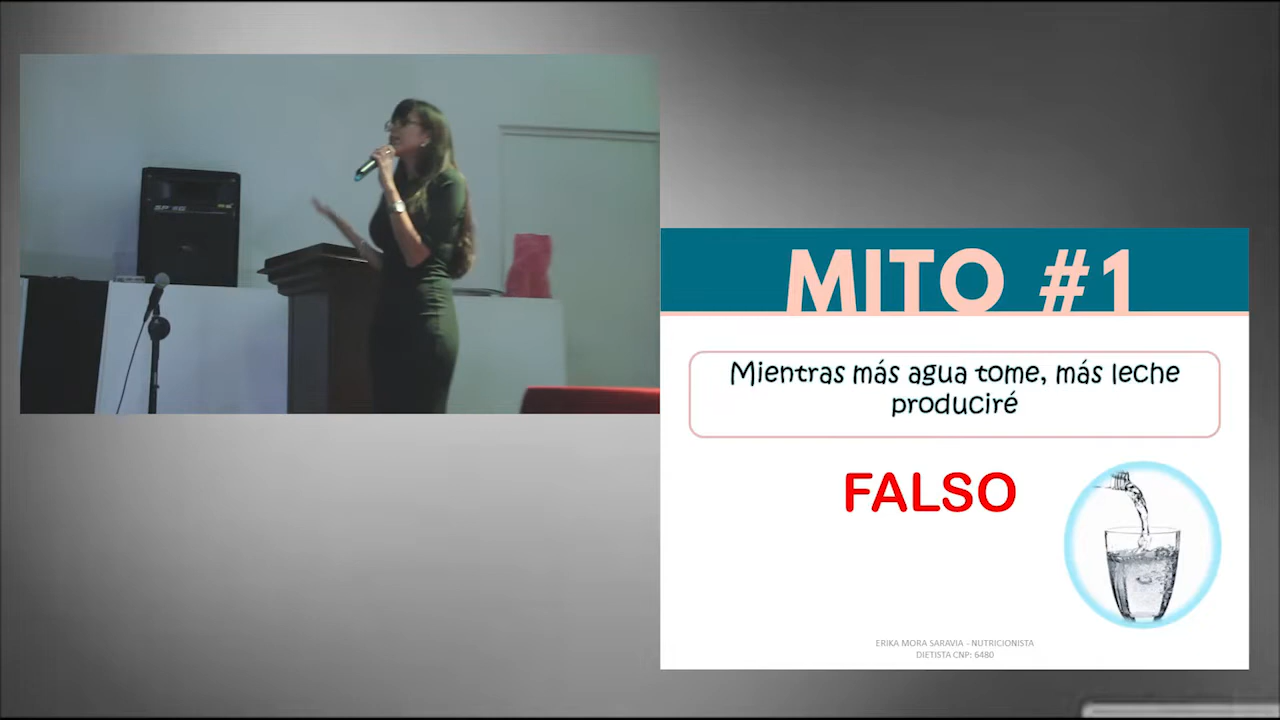 MITO #1
Mientras más agua tome, más leche
produciré
FALSO
ERIKA MORA SARAVIA - NUTRICIONISTA
DIETISTA CNP: 6480